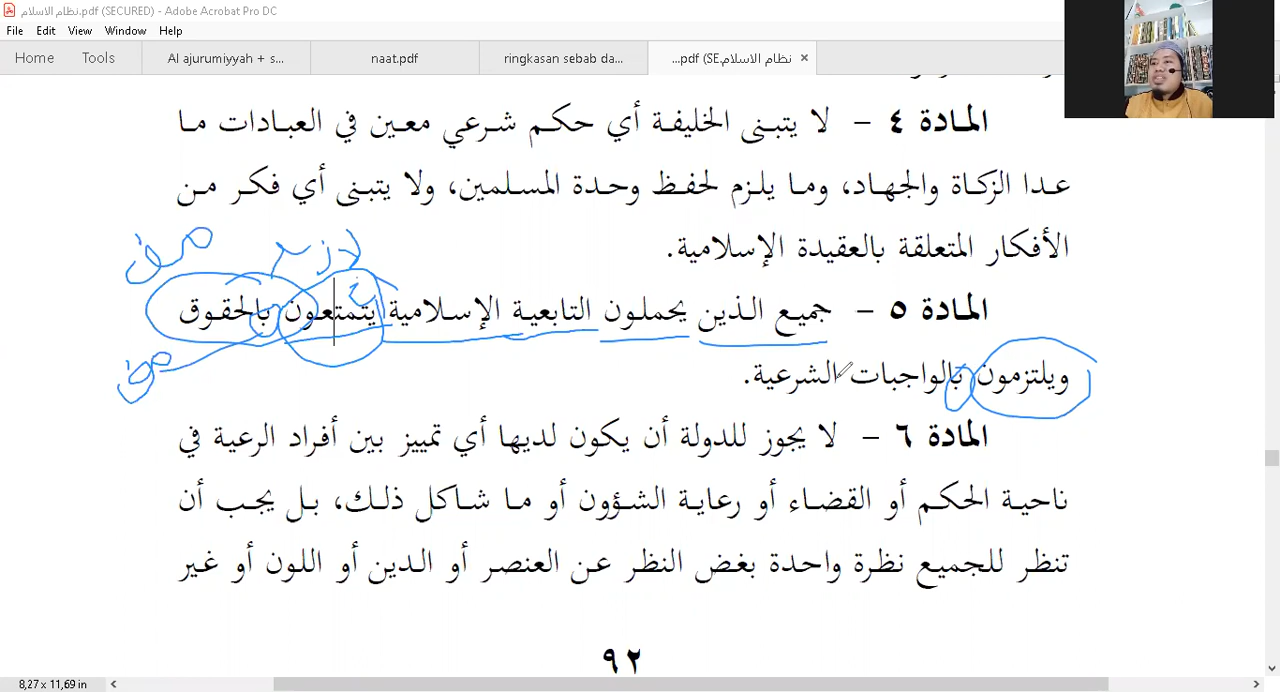 نظام الاسلام.pdf (SECURED) - Adobe Acrobat Pro DC
File Edit View Window Help
Home Tools Al ajurumiyyah + s... naat.pdf ringkasan sebab da... ...pdf (SE.نظام الاسلام ×
المادة ٤ - لا يتبنى الخليفة أي حكم شرعي معين في العبادات ما
عدا الزكاة والجهاد، وما يلزم لحفظ وحدة المسلمين، ولا يتبنى أي فكر من
الأفكار المتعلقة بالعقيدة الإسلامية.
المادة ٥ - جميع الذين يحملون التابعية الإسلامية يتمتعون بالحقوق
ويلتزمون بالواجبات الشرعية.
المادة ٦ - لا يجوز للدولة أن يكون لديها أي تمييز بين أفراد الرعية في
ناحية الحكم أو القضاء أو رعاية الشؤون أو ما شاكل ذلك، بل يجب أن
تنظر للجميع نظرة واحدة بغض النظر عن العنصر أو الدين أو اللون أو غير
٩٢
8,27 x 11,69 in